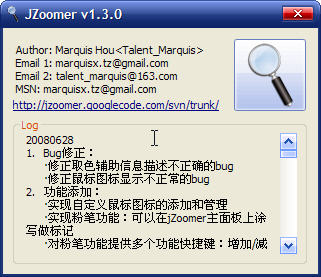 JZoomer v1.3.0
Author: Marquis Hou<Talent_Marquis>
Email 1: marquisx.tz@gmail.com
Email 2: talent_marquis@163.com
MSN: marquisx.tz@gmail.com
http://jzoomer.googlecode.com/svn/trunk/
Log
20080628
1. Bug修正：
·修正取色辅助信息描述不正确的bug
·修正鼠标图标显示不正常的bug
2. 功能添加：
·实现自定义鼠标图标的添加和管理
·实现粉笔功能：可以在jZoomer主面板上涂
写做标记
·对粉笔功能提供多个功能快捷键：增加/减